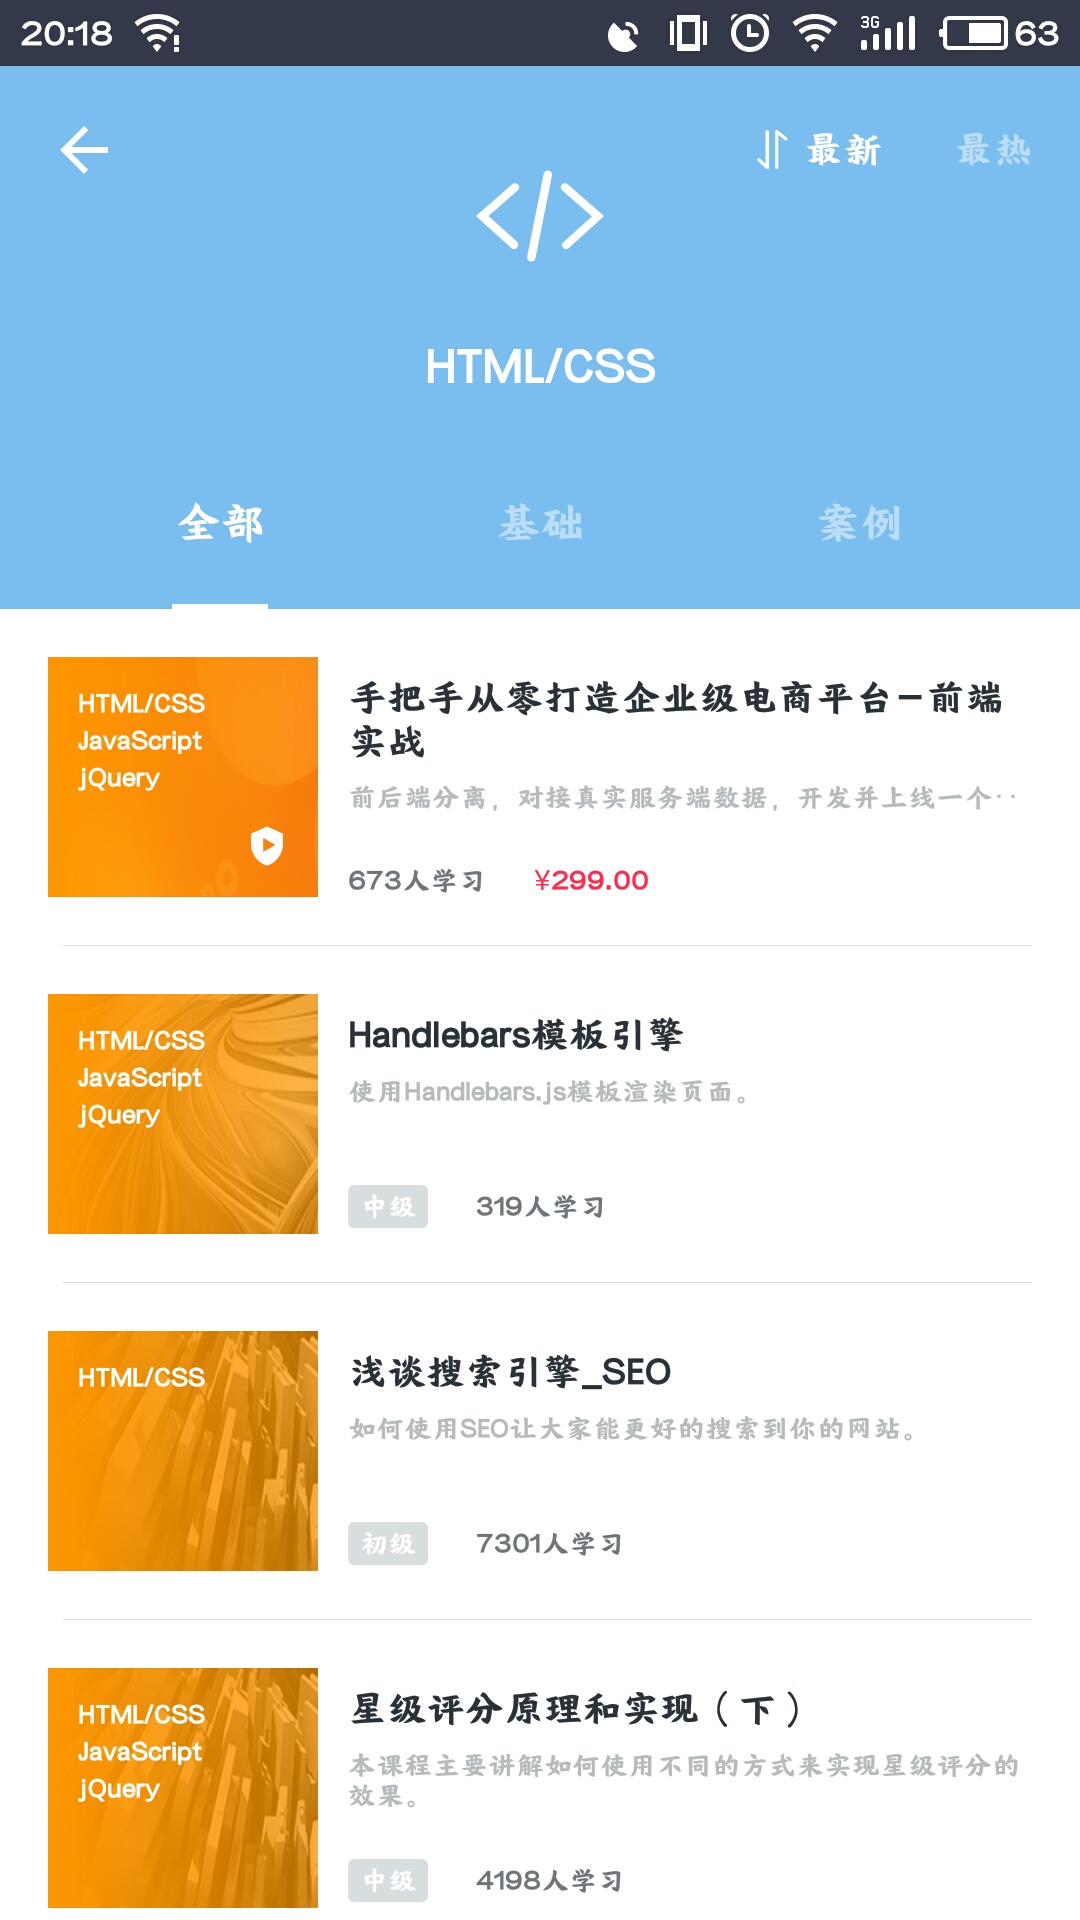 20:18
3G
63
最新
最热
</>
HTML/CSS
全部
基础
案例
HTML/CSS
JavaScript
jQuery
手把手从零打造企业级电商平台-前端
实战
前后端分离，对接真实服务端数据，开发并上线一个··
673人学习
¥299.00
HTML/CSS
JavaScript
jQuery
Handlebars模板引擎
使用Handlebars.js模板渲染页面。
中级
319人学习
HTML/CSS
浅谈搜索引擎_SEO
如何使用SEO让大家能更好的搜索到你的网站。
初级
7301人学习
HTML/CSS
JavaScript
jQuery
星级评分原理和实现（下）
本课程主要讲解如何使用不同的方式来实现星级评分的
效果。
中级
4198人学习